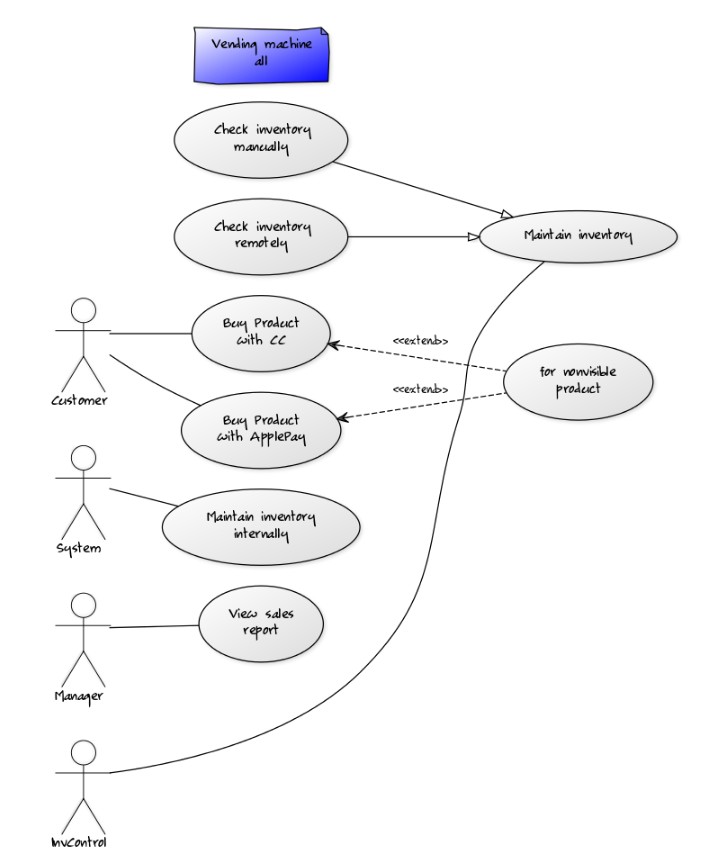 Vending machine
all
Check inventory
manually
Check inventory
remotely
Maintain inventory
Buy Product
with CC
<<extend>>
for nonvisible
product
<<extend>>
Customer
Buy Product
with ApplePay
Maintain inventory
internally
System
View sales
report
Manager
InvControl